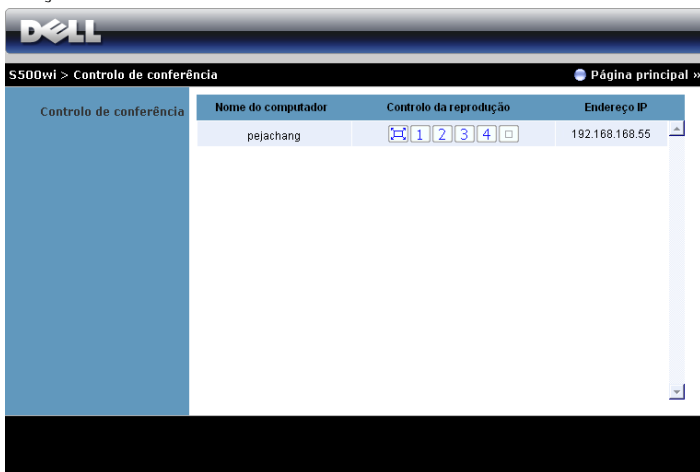 DELL
S500wi > Controlo de conferência
Página principal »
Controlo de conferência
Nome do computador Controlo da reprodução Endereço IP
pejachang 1 2 3 4 192.168.168.55